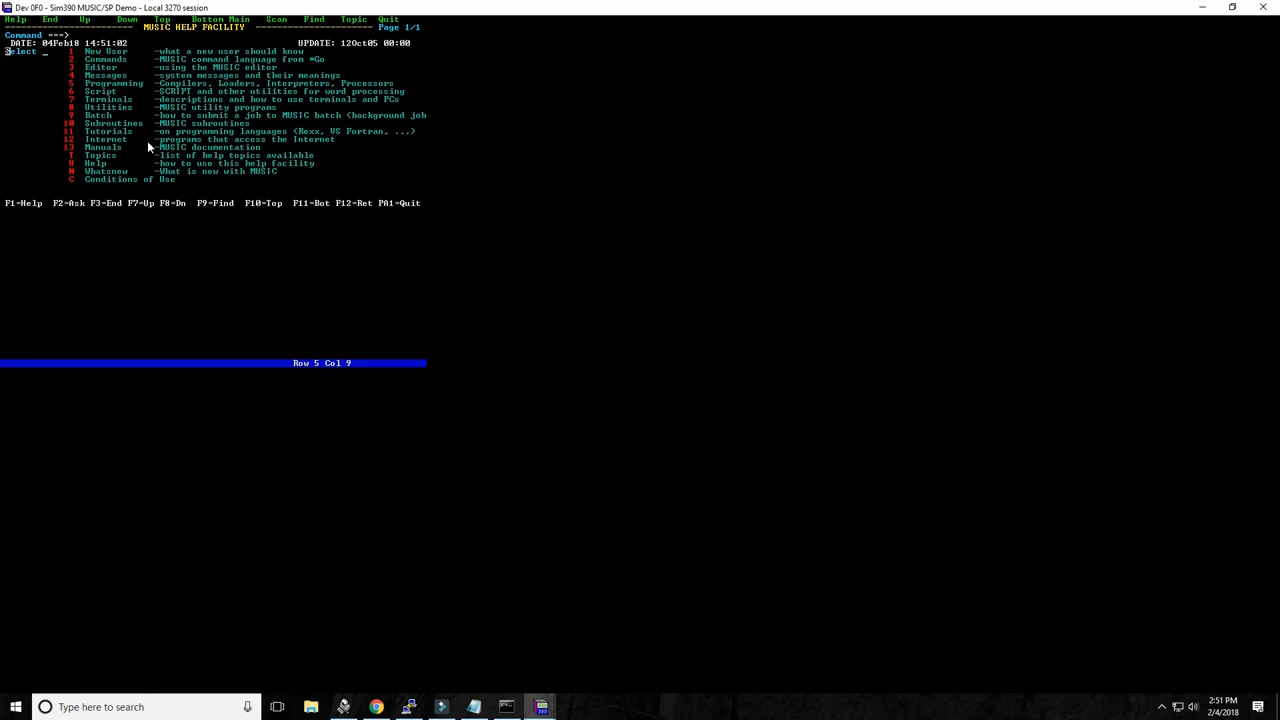 Dev 0F0 - Sim390 MUSIC/SP Demo - Local 3270 session
Help End Up Down Top Bottom Main Scan Find Topic Quit
------------------------ MUSIC HELP FACILITY ---------------------- Page 1/1
Command ===>
DATE: 04Feb18 14:51:02 UPDATE: 12Oct05 00:00
Select _ 1 New User -what a new user should know
2 Commands -MUSIC command language from *Go
3 Editor -using the MUSIC editor
4 Messages -system messages and their meanings
5 Programming -Compilers, Loaders, Interpreters, Processors
6 Script -SCRIPT and other utilities for word processing
7 Terminals -descriptions and how to use terminals and PCs
8 Utilities -MUSIC utility programs
9 Batch -how to submit a job to MUSIC batch (background job
10 Subroutines -MUSIC subroutines
11 Tutorials -on programming languages (Rexx, VS Fortran, ...)
12 Internet -programs that access the Internet
13 Manuals -MUSIC documentation
T Topics -list of help topics available
H Help -how to use this help facility
N Whatsnew -What is new with MUSIC
C Conditions of Use
F1=Help F2=Ask F3=End F7=Up F8=Dn F9=Find F10=Top F11=Bot F12=Ret PA1=Quit
Row 5 Col 9
Type here to search
2:51 PM
2/4/2018